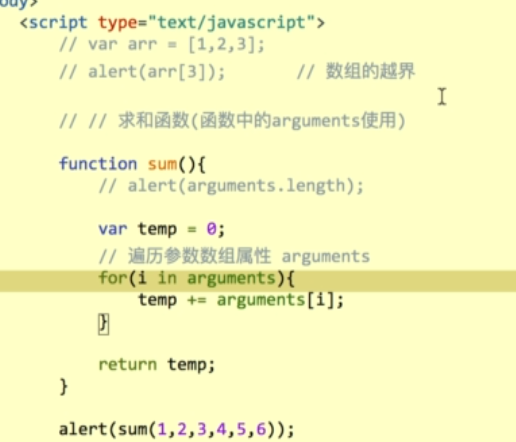 ody>
<script type="text/javascript">
// var arr = [1,2,3];
// alert(arr[3]); // 数组的越界
// // 求和函数(函数中的arguments使用)
function sum(){
// alert(arguments.length);
var temp = 0;
// 遍历参数数组属性 arguments
for(i in arguments){
temp += arguments[i];
}
return temp;
}
alert(sum(1,2,3,4,5,6));